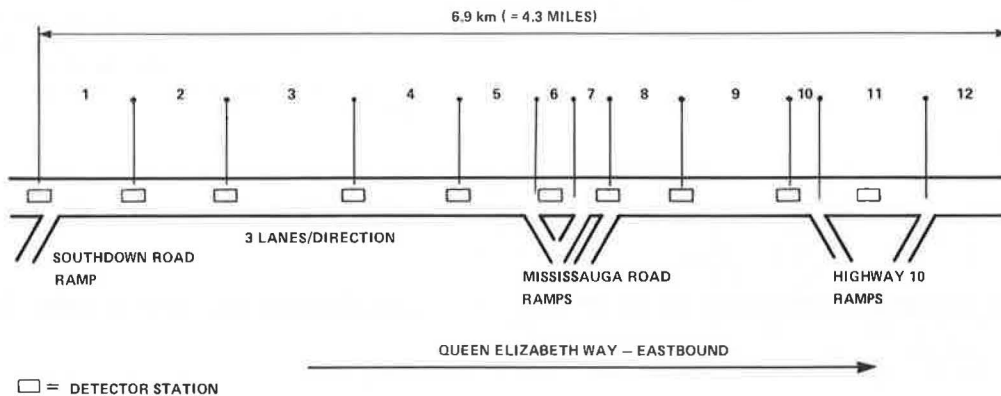 6.9 km ( = 4.3 MILES)
1 2 3 4 5 6 7 8 9 10 11 12
3 LANES/DIRECTION
SOUTHDOWN ROAD
RAMP
MISSISSAUGA ROAD
RAMPS
HIGHWAY 10
RAMPS
QUEEN ELIZABETH WAY – EASTBOUND
= DETECTOR STATION